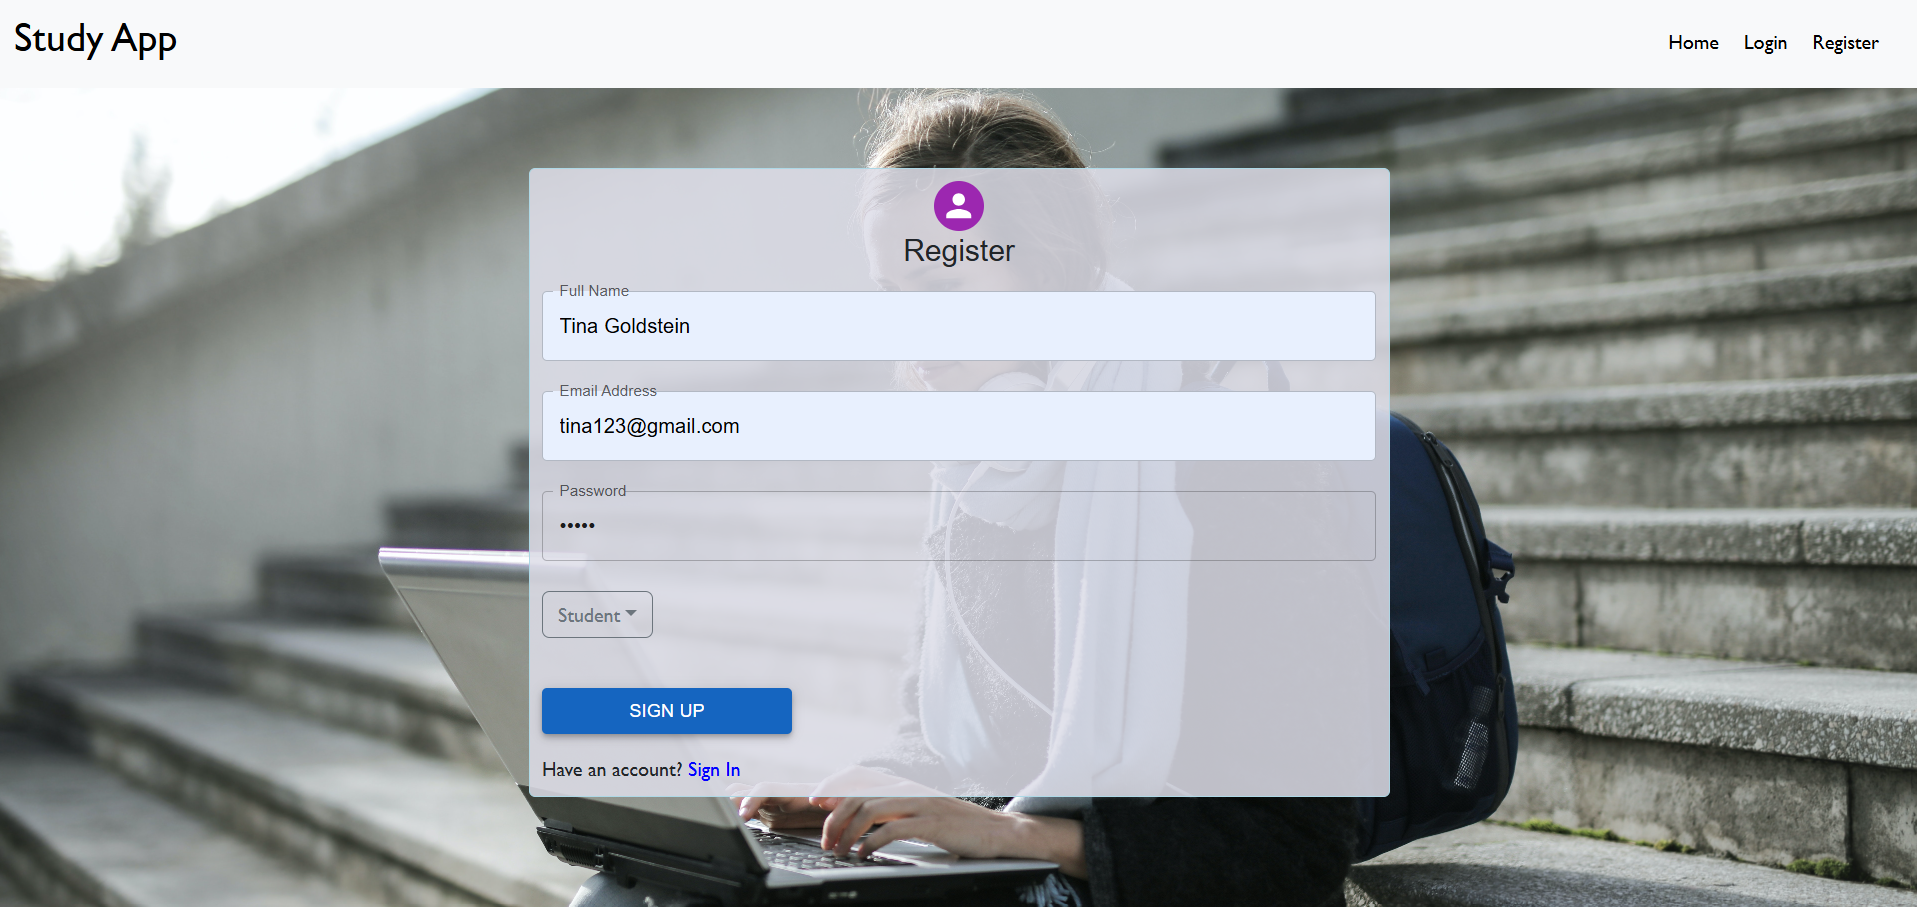 Study App
Home Login Register
Register
Full Name
Tina Goldstein
Email Address
tina123@gmail.com
Password
•••••
Student
SIGN UP
Have an account? Sign In